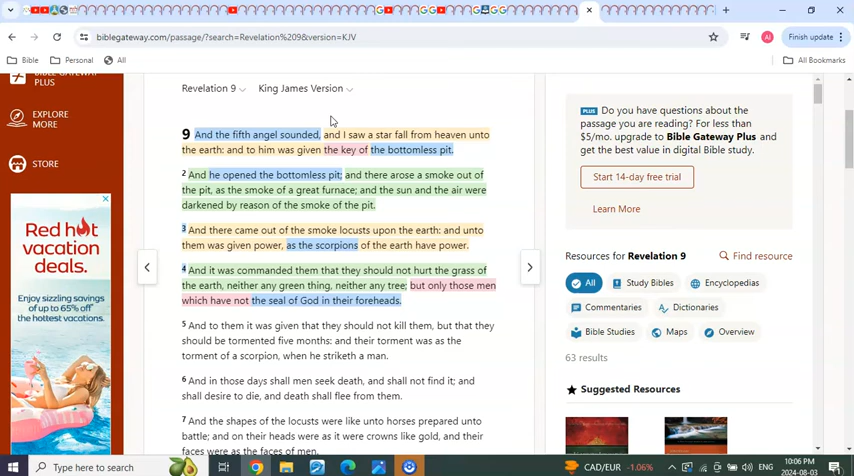 Finish update
biblegateway.com/passage/?search=Revelation%209&version=KJV
Bible
Personal
All
All Bookmarks
BIBLE GATEWAY
PLUS
EXPLORE
MORE
STORE
Red hot
vacation
deals.
Enjoy sizzling savings
of up to 65% off
the hottest vacations.
Revelation 9
King James Version
9 And the fifth angel sounded, and I saw a star fall from heaven unto
the earth: and to him was given the key of the bottomless pit.
2 And he opened the bottomless pit; and there arose a smoke out of
the pit, as the smoke of a great furnace; and the sun and the air were
darkened by reason of the smoke of the pit.
3 And there came out of the smoke locusts upon the earth: and unto
them was given power, as the scorpions of the earth have power.
4 And it was commanded them that they should not hurt the grass of
the earth, neither any green thing, neither any tree; but only those men
which have not the seal of God in their foreheads.
5 And to them it was given that they should not kill them, but that they
should be tormented five months: and their torment was as the
torment of a scorpion, when he striketh a man.
6 And in those days shall men seek death, and shall not find it; and
shall desire to die, and death shall flee from them.
7 And the shapes of the locusts were like unto horses prepared unto
battle; and on their heads were as it were crowns like gold, and their
faces were as the faces of men.
PLUS Do you have questions about the
passage you are reading? For less than
$5/mo. upgrade to Bible Gateway Plus and
get the best value in digital Bible study.
Start 14-day free trial
Learn More
Resources for Revelation 9
Find resource
All
Study Bibles
Encyclopedias
Commentaries
Dictionaries
Bible Studies
Maps
Overview
63 results
Suggested Resources
Type here to search
CAD/EUR -1.06%
ENG
10:06 PM
2024-08-03